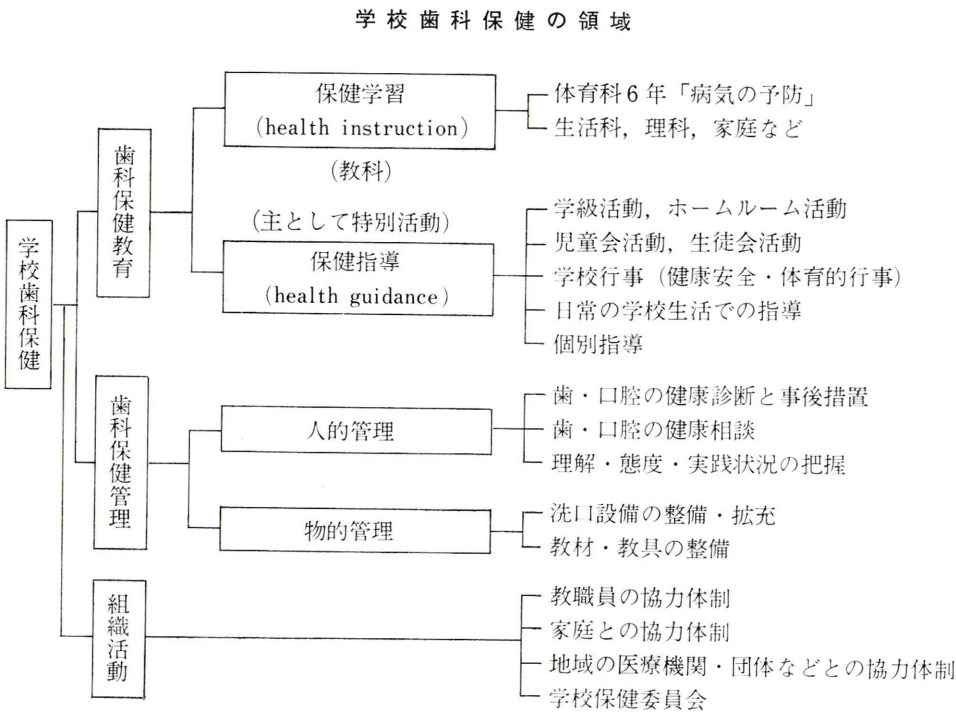 学校歯科保健の領域
学校歯科保健
歯科保健教育
保健学習
(health instruction)
(教科)
体育科6年「病気の予防」
生活科，理科，家庭など
(主として特別活動)
保健指導
(health guidance)
学級活動，ホームルーム活動
児童会活動，生徒会活動
学校行事（健康安全・体育的行事）
日常の学校生活での指導
個別指導
歯科保健管理
人的管理
歯・口腔の健康診断と事後措置
歯・口腔の健康相談
理解・態度・実践状況の把握
物的管理
洗口設備の整備・拡充
教材・教具の整備
組織活動
教職員の協力体制
家庭との協力体制
地域の医療機関・団体などとの協力体制
学校保健委員会